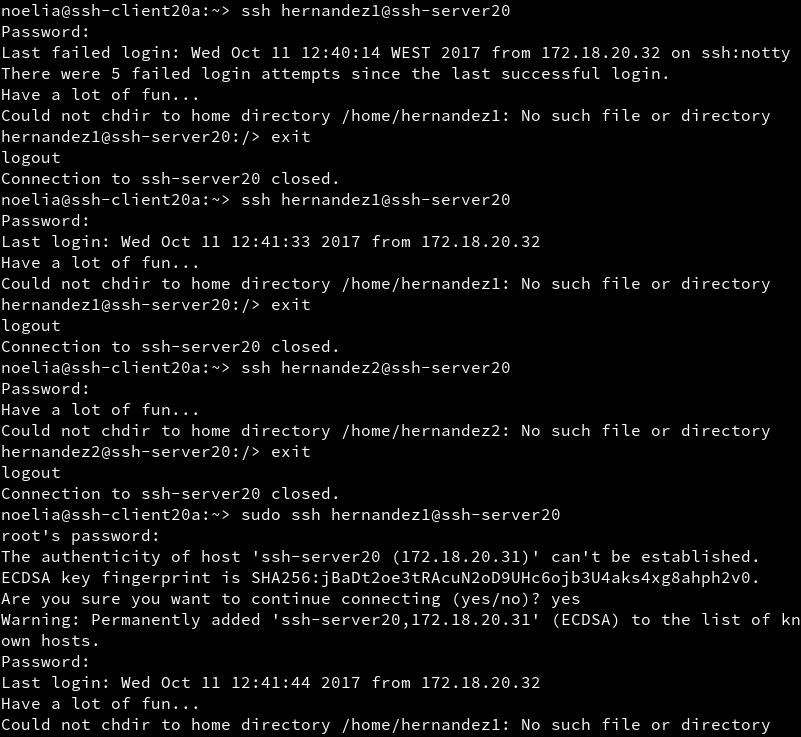 noelia@ssh-client20a:~> ssh hernandez1@ssh-server20
Password:
Last failed login: Wed Oct 11 12:40:14 WEST 2017 from 172.18.20.32 on ssh:notty
There were 5 failed login attempts since the last successful login.
Have a lot of fun...
Could not chdir to home directory /home/hernandez1: No such file or directory
hernandez1@ssh-server20:/> exit
logout
Connection to ssh-server20 closed.
noelia@ssh-client20a:~> ssh hernandez1@ssh-server20
Password:
Last login: Wed Oct 11 12:41:33 2017 from 172.18.20.32
Have a lot of fun...
Could not chdir to home directory /home/hernandez1: No such file or directory
hernandez1@ssh-server20:/> exit
logout
Connection to ssh-server20 closed.
noelia@ssh-client20a:~> ssh hernandez2@ssh-server20
Password:
Have a lot of fun...
Could not chdir to home directory /home/hernandez2: No such file or directory
hernandez2@ssh-server20:/> exit
logout
Connection to ssh-server20 closed.
noelia@ssh-client20a:~> sudo ssh hernandez1@ssh-server20
root's password:
The authenticity of host 'ssh-server20 (172.18.20.31)' can't be established.
ECDSA key fingerprint is SHA256:jBaDt2oe3tRAcuN2oD9UHc6ojb3U4aks4xg8ahph2v0.
Are you sure you want to continue connecting (yes/no)? yes
Warning: Permanently added 'ssh-server20,172.18.20.31' (ECDSA) to the list of kn
own hosts.
Password:
Last login: Wed Oct 11 12:41:44 2017 from 172.18.20.32
Have a lot of fun...
Could not chdir to home directory /home/hernandez1: No such file or directory